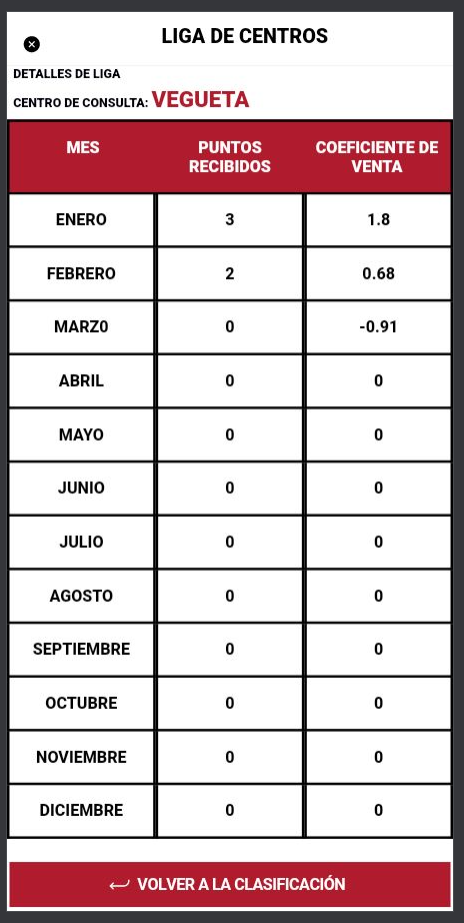 LIGA DE CENTROS
DETALLES DE LIGA
CENTRO DE CONSULTA: VEGUETA
MES PUNTOS RECIBIDOS COEFICIENTE DE VENTA
ENERO 3 1.8
FEBRERO 2 0.68
MARZ0 0 -0.91
ABRIL 0 0
MAYO 0 0
JUNIO 0 0
JULIO 0 0
AGOSTO 0 0
SEPTIEMBRE 0 0
OCTUBRE 0 0
NOVIEMBRE 0 0
DICIEMBRE 0 0
VOLVER A LA CLASIFICACIÓN